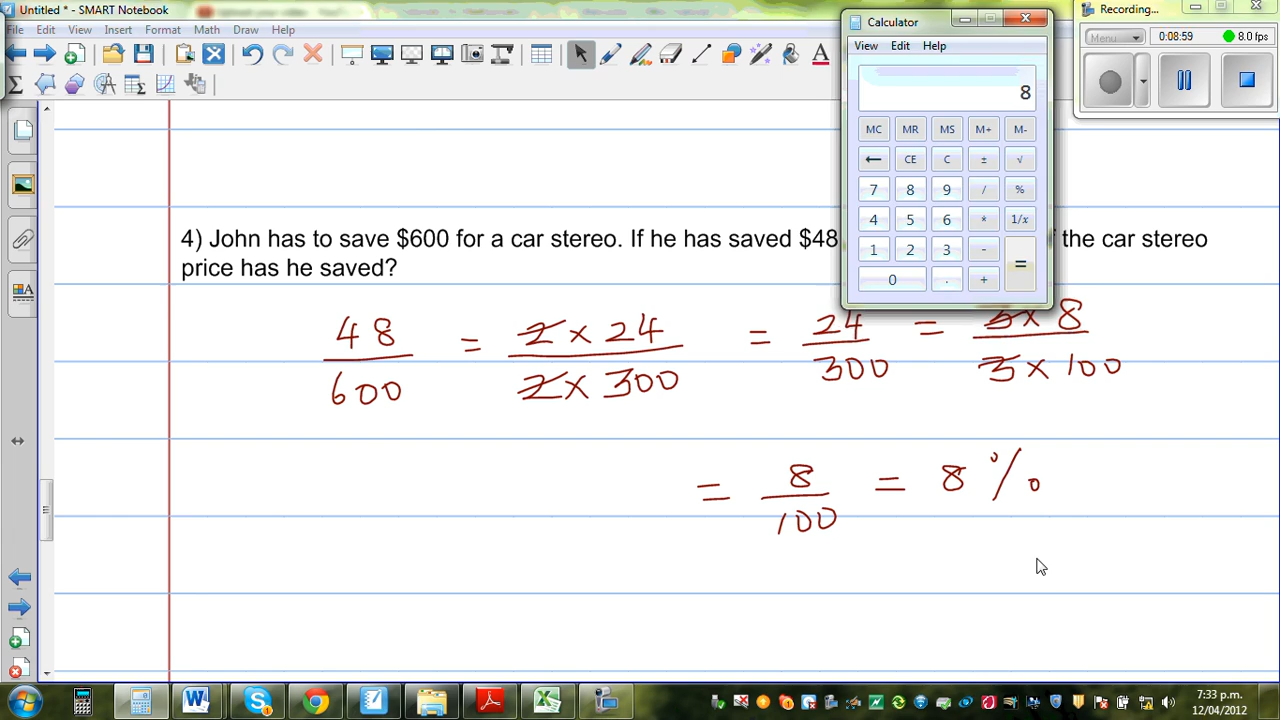 Untitled * - SMART Notebook
File Edit View Insert Format Math Draw Help
Calculator
View Edit Help
8
MC MR MS M+ M-
← CE C ± √
7 8 9 / %
4 5 6 * 1/x
1 2 3 - =
0 . +
Recording...
Menu 0:08:59 8.0 fps
4) John has to save $600 for a car stereo. If he has saved $48 the car stereo
price has he saved?
48/600 = 2 x 24/2 x 300 = 24/300 = 3 x 8/3 x 100
= 8/100 = 8 %
7:33 p.m.
12/04/2012